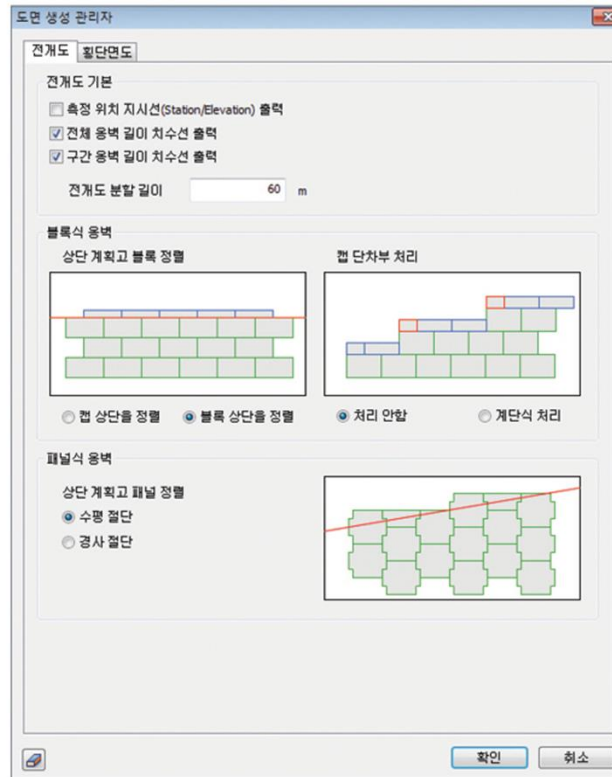 도면 생성 관리자
전개도 횡단면도
전개도 기본
측정 위치 지시선(Station/Elevation) 출력
전체 옹벽 길이 치수선 출력
구간 옹벽 길이 치수선 출력
전개도 분할 길이 60 m
블록식 옹벽
상단 계획고 블록 정렬 캡 단차부 처리
캡 상단을 정렬 블록 상단을 정렬 처리 안함 계단식 처리
패널식 옹벽
상단 계획고 패널 정렬
수평 절단
경사 절단
확인 취소